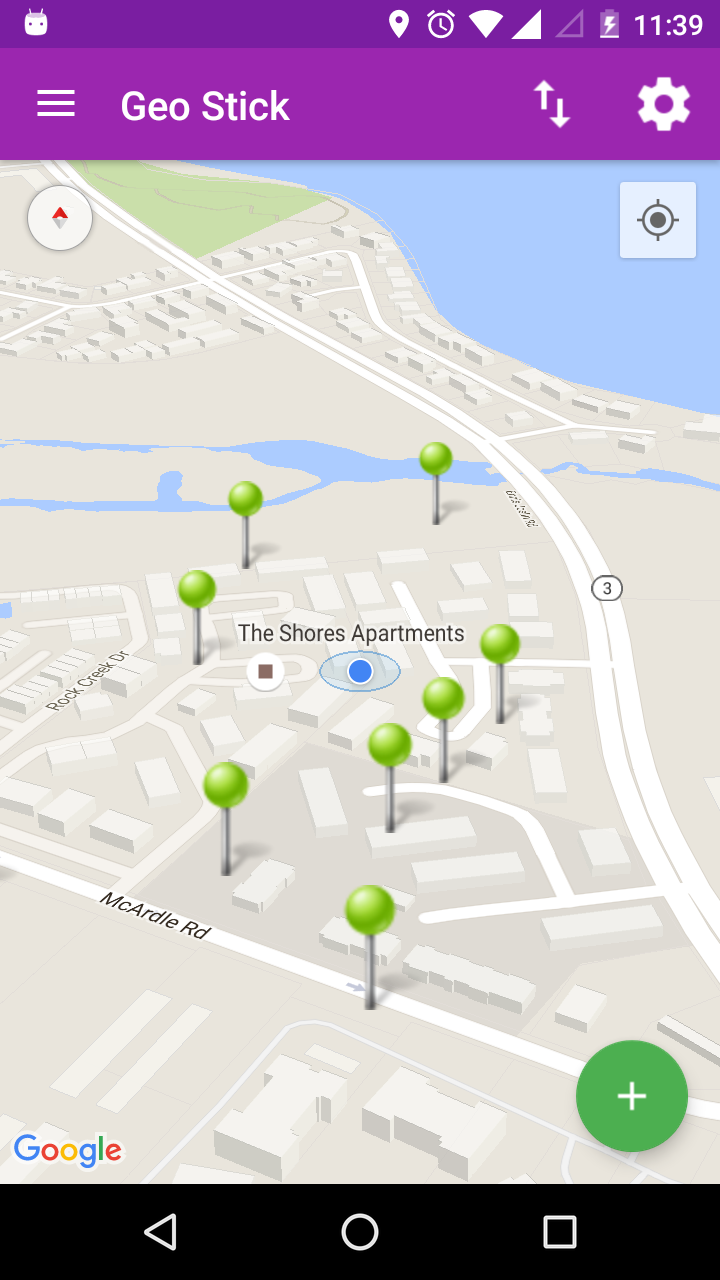 11:39
Geo Stick
3
The Shores Apartments
Rock Creek Dr
McArdle Rd
Google